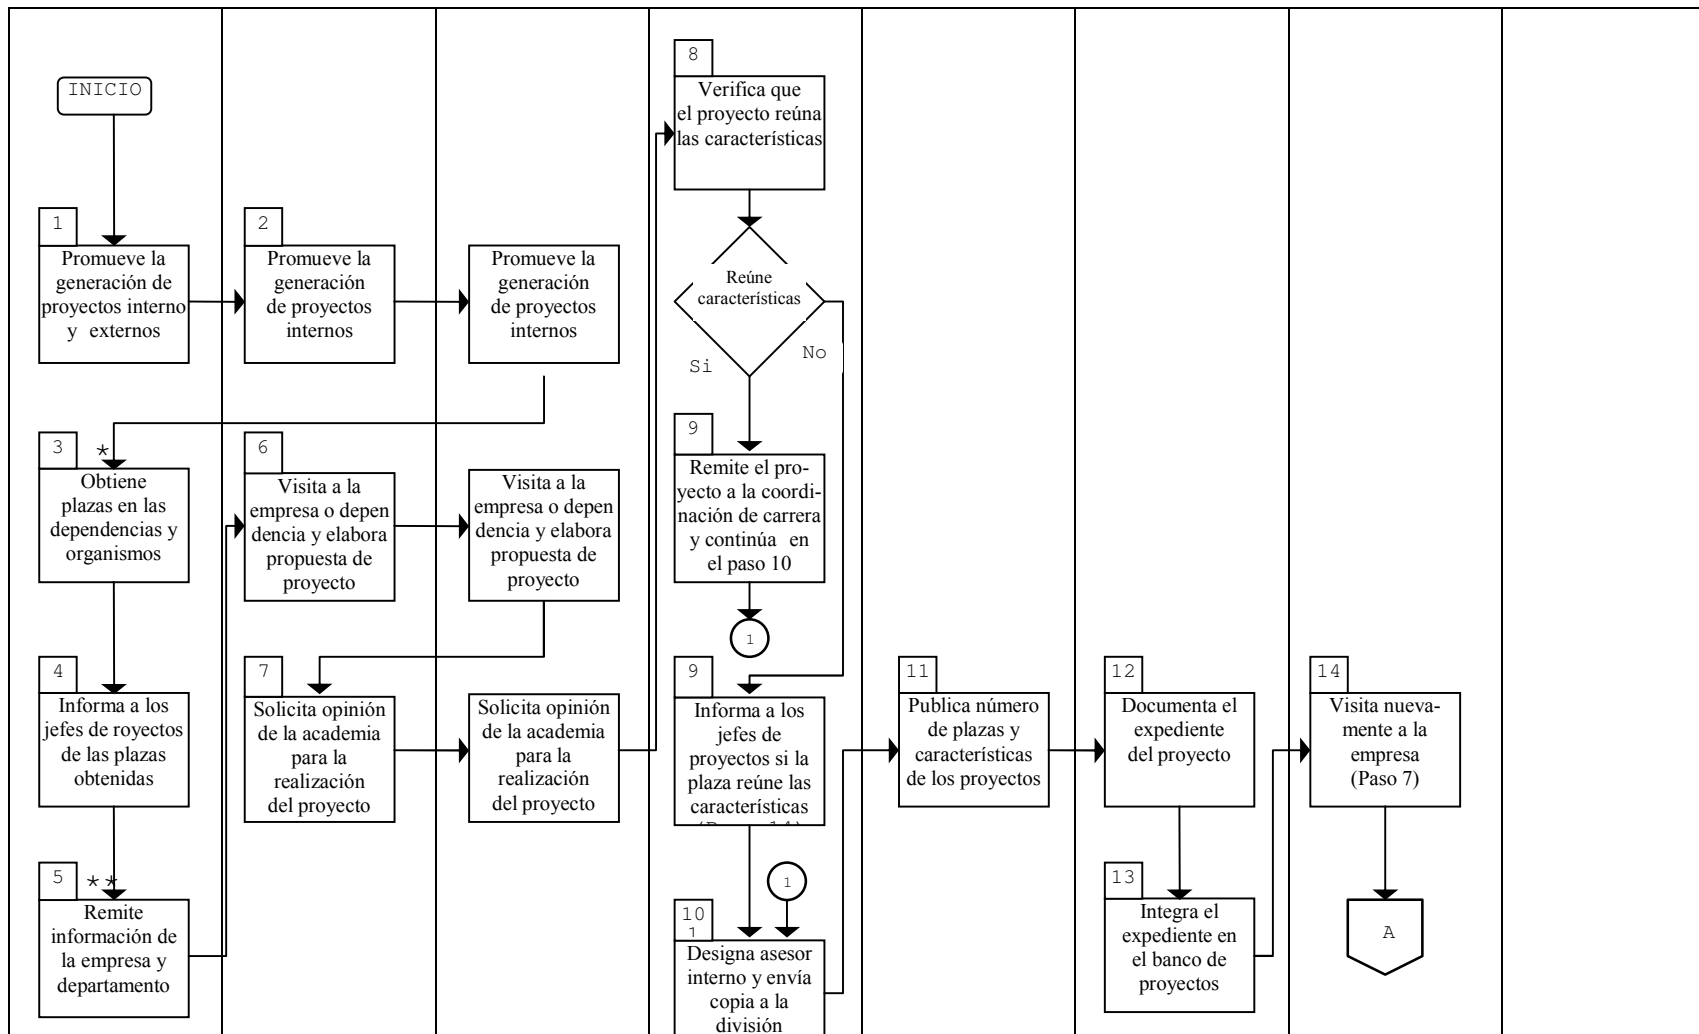 INICIO
1
Promueve la
generación de
proyectos interno
y externos
2
Promueve la
generación
de proyectos
internos
Promueve la
generación
de proyectos
internos
3
*
Obtiene
plazas en las
dependencias y
organismos
4
Informa a los
jefes de royectos
de las plazas
obtenidas
5
**
Remite
información de
la empresa y
departamento
6
Visita a la
empresa o depen
dencia y elabora
propuesta de
proyecto
Visita a la
empresa o depen
dencia y elabora
propuesta de
proyecto
7
Solicita opinión
de la academia
para la
realización
del proyecto
Solicita opinión
de la academia
para la
realización
del proyecto
8
Verifica que
el proyecto reúna
las características
Reúne
características
Si
No
9
Remite el pro-
yecto a la coordi-
nación de carrera
y continúa en
el paso 10
1
9
Informa a los
jefes de
proyectos si la
plaza reúne las
características
1
10
1
Designa asesor
interno y envía
copia a la
división
11
Publica número
de plazas y
características
de los proyectos
12
Documenta el
expediente
del proyecto
13
Integra el
expediente en
el banco de
proyectos
14
Visita nueva-
mente a la
empresa
(Paso 7)
A